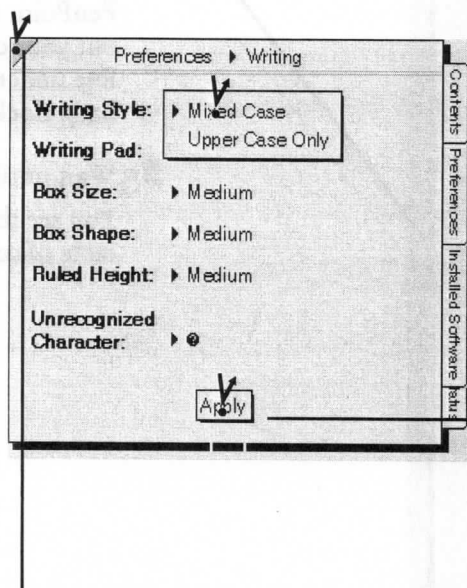 Preferences ▸ Writing
Writing Style: ▸ Mixed Case
Upper Case Only
Writing Pad:
Box Size: ▸ Medium
Box Shape: ▸ Medium
Ruled Height: ▸ Medium
Unrecognized
Character: ▸
Apply
Contents
Preferences
Installed Software
tatus